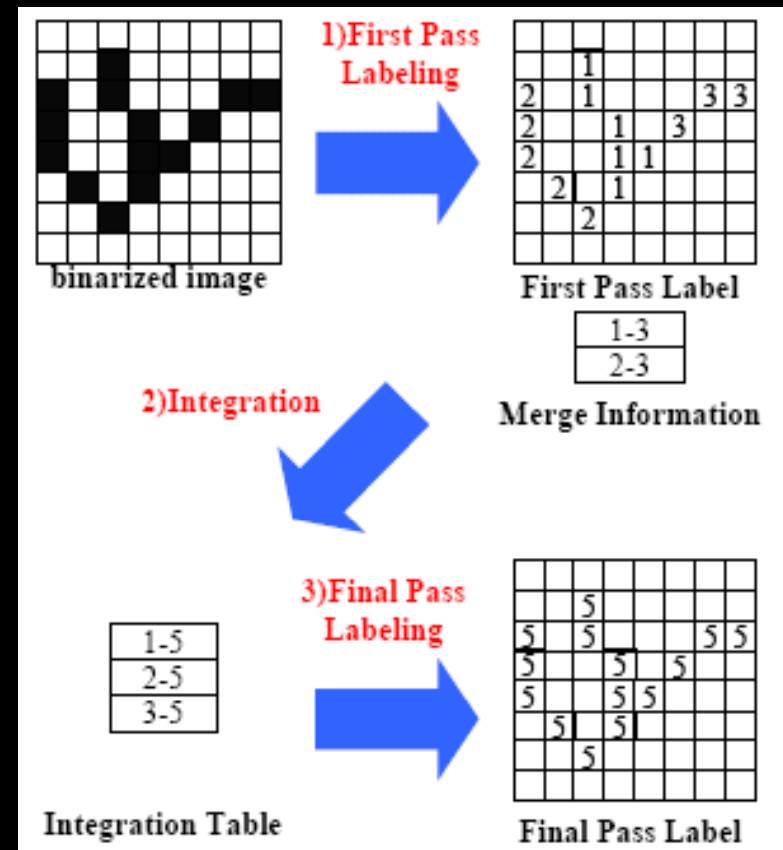 1)First Pass
Labeling
1
2 1 3 3
2 1 3
2 1 1
2 1
2
binarized image
First Pass Label
1-3
2-3
Merge Information
2)Integration
3)Final Pass
Labeling
1-5
2-5
3-5
5
5 5 5 5
5 5 5
5 5 5
5 5
5
Integration Table
Final Pass Label